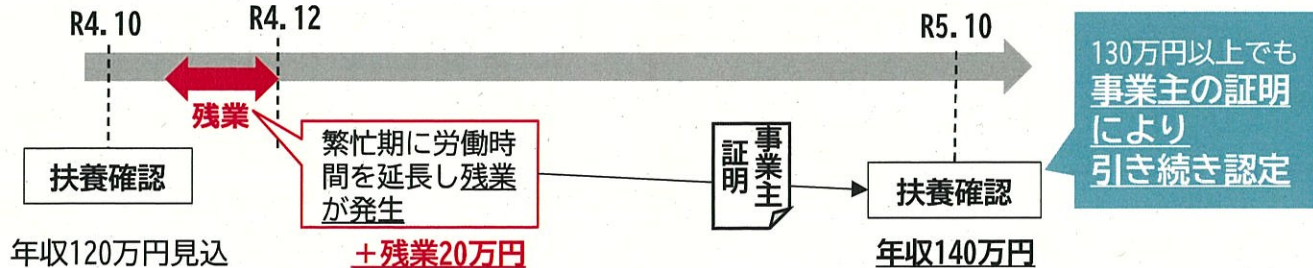 R4.10
R4.12
R5.10
130万円以上でも
事業主の証明
により
引き続き認定
残業
繁忙期に労働時
間を延長し残業
が発生
事業主
証明
扶養確認
扶養確認
年収120万円見込
＋残業20万円
年収140万円